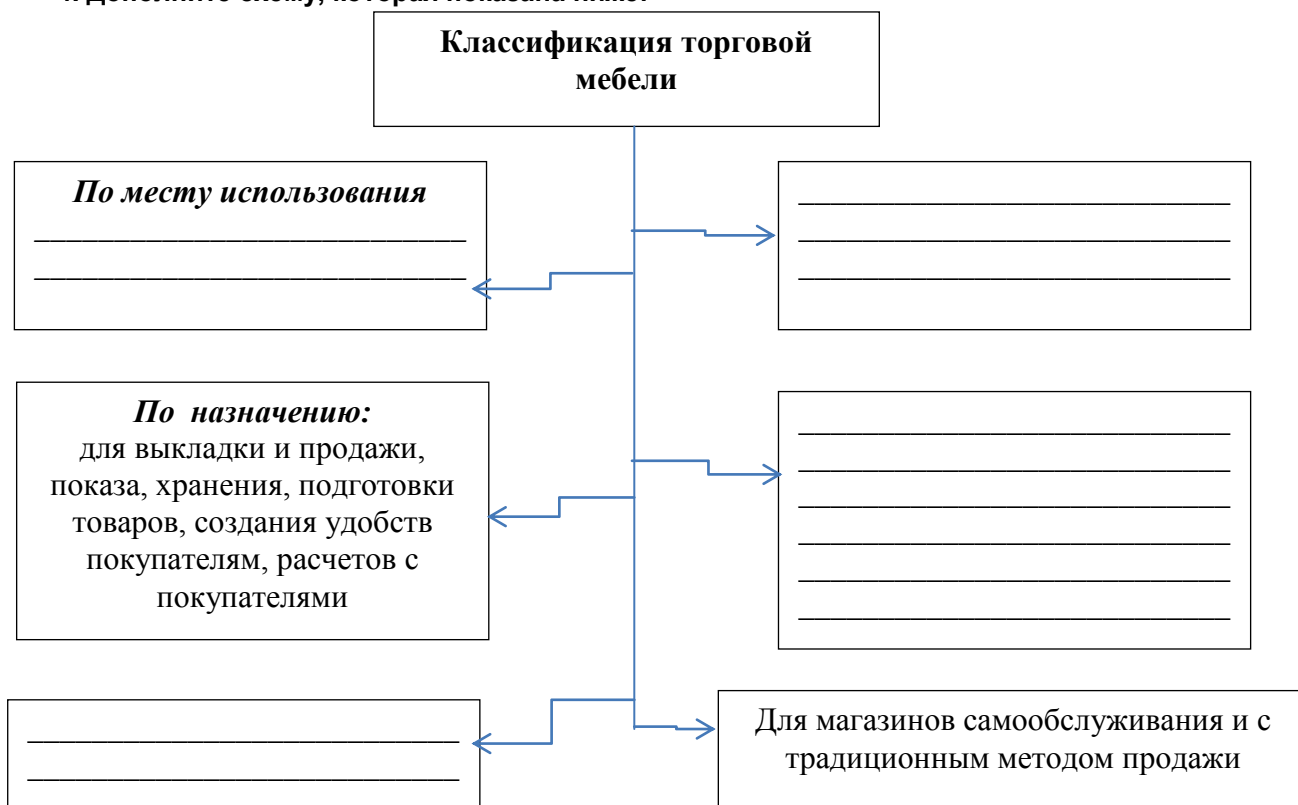 Классификация торговой
мебели
По месту использования
По назначению:
для выкладки и продажи,
показа, хранения, подготовки
товаров, создания удобств
покупателям, расчетов с
покупателями
Для магазинов самообслуживания и с
традиционным методом продажи